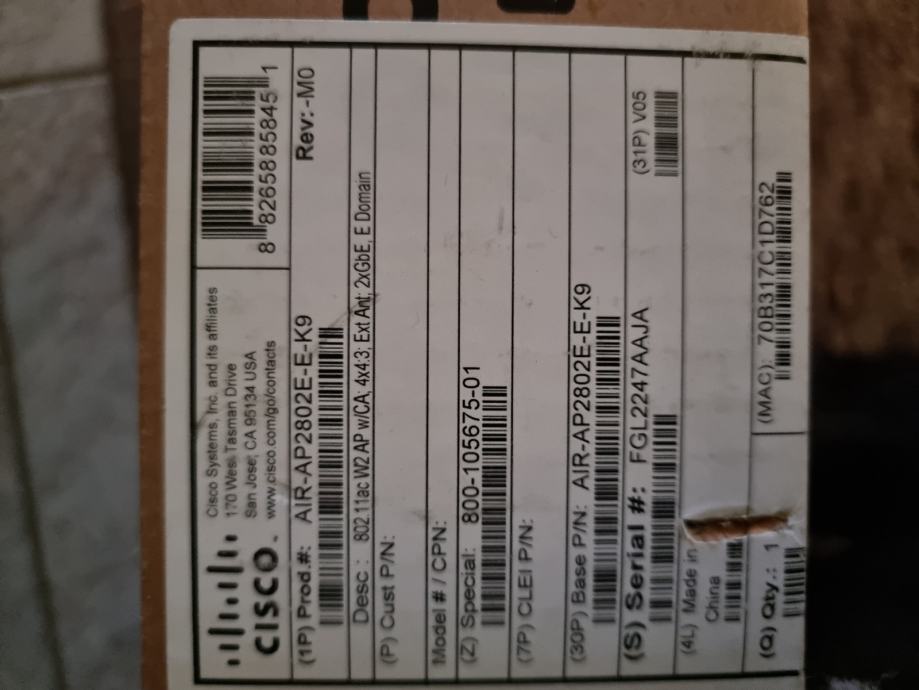 CISCO.
Cisco Systems, Inc. and its affiliates
170 West Tasman Drive
San Jose, CA 95134 USA
www.cisco.com/go/contacts
8 82658 85845 1
(1P) Prod.#: AIR-AP2802E-E-K9 Rev: -M0
Desc : 802.11ac W2 AP w/CA; 4x4:3; Ext Ant; 2xGbE, E Domain
(P) Cust P/N:
Model # / CPN:
(Z) Special: 800-105675-01
(7P) CLEI P/N:
(30P) Base P/N: AIR-AP2802E-E-K9
(S) Serial #: FGL2247AAJA (31P) V05
(4L) Made in
China
(Q) Qty.: 1 (MAC): 70B317C1D762